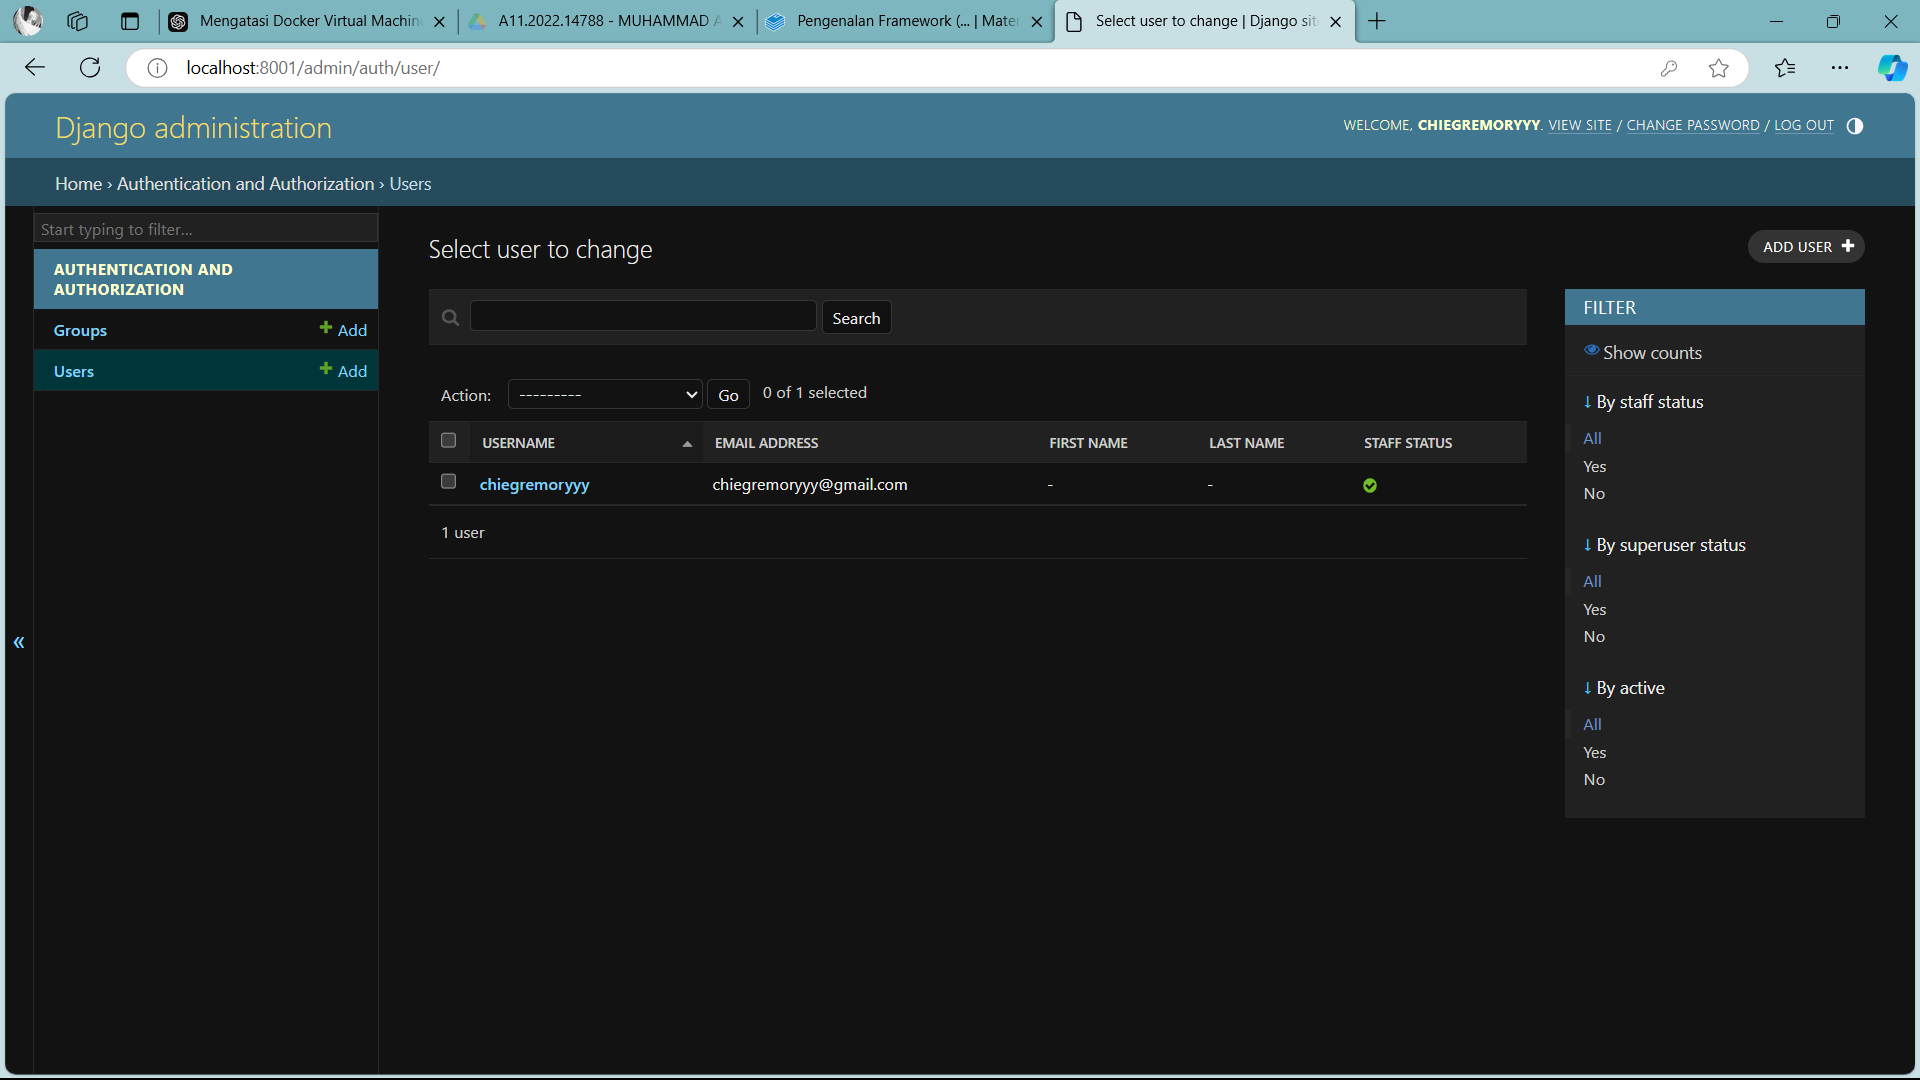 Mengatasi Docker Virtual Machin
A11.2022.14788 - MUHAMMAD A
Pengenalan Framework (... | Mater
Select user to change | Django sit
localhost:8001/admin/auth/user/
Django administration
WELCOME, CHIEGREMORYYY. VIEW SITE / CHANGE PASSWORD / LOG OUT
Home › Authentication and Authorization › Users
Start typing to filter...
AUTHENTICATION AND
AUTHORIZATION
Groups
Add
Users
Add
«
Select user to change
ADD USER
Search
Action:
---------
Go
0 of 1 selected
USERNAME
EMAIL ADDRESS
FIRST NAME
LAST NAME
STAFF STATUS
chiegremoryyy
chiegremoryyy@gmail.com
-
-
1 user
FILTER
Show counts
↓ By staff status
All
Yes
No
↓ By superuser status
All
Yes
No
↓ By active
All
Yes
No